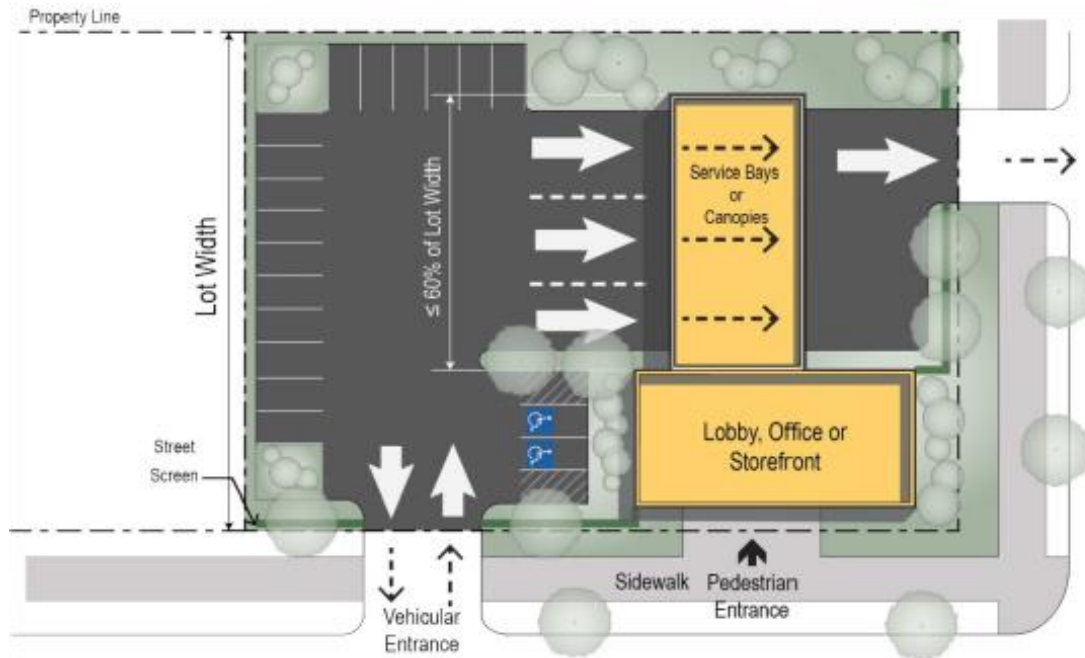 Property Line
Lot Width
≤ 60% of Lot Width
Service Bays
or
Canopies
Lobby, Office or
Storefront
Street
Screen
Sidewalk
Pedestrian
Entrance
Vehicular
Entrance